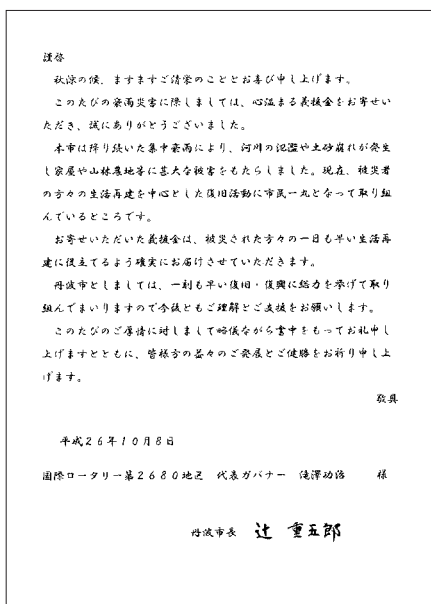 謹啓
秋涼の候、ますますご清栄のこととお喜び申し上げます。
このたびの豪雨災害に際しましては、心温まる義援金をお寄せい
ただき、誠にありがとうございました。
本市は降り続いた集中豪雨により、河川の氾濫や土砂崩れが発生
し家屋や山林農地等に甚大な被害をもたらしました。現在、被災者
の方々の生活再建を中心とした復旧活動に市民一丸となって取り組
んでいるところです。
お寄せいただいた義援金は、被災された方々の一日も早い生活再
建に役立てるよう確実にお届けさせていただきます。
丹波市としましては、一刻も早い復旧・復興に総力を挙げて取り
組んでまいりますので今後ともご理解とご支援をお願いします。
このたびのご厚情に対しまして略儀ながら書中をもってお礼申し
上げますとともに、皆様方の益々のご発展とご健勝をお祈り申し上
げます。
敬具
平成26年10月8日
国際ロータリー第2680地区 代表ガバナー 滝澤功治 様
丹波市長 辻 重五郎